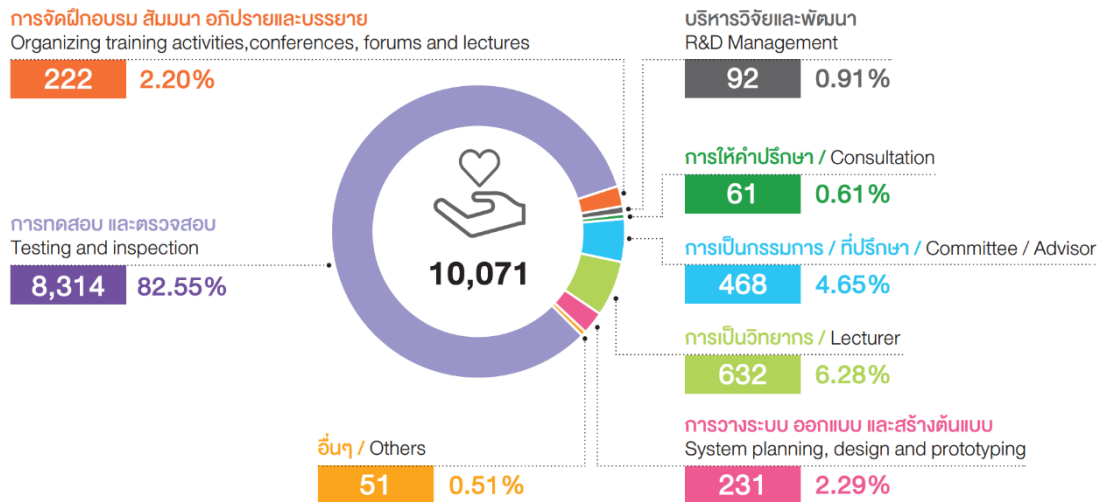 การจัดฝึกอบรม สัมมนา อภิปรายและบรรยาย
Organizing training activities,conferences, forums and lectures
222 2.20%
บริหารวิจัยและพัฒนา
R&D Management
92 0.91%
การให้คำปรึกษา / Consultation
61 0.61%
การทดสอบ และตรวจสอบ
Testing and inspection
8,314 82.55%
10,071
การเป็นกรรมการ / ที่ปรึกษา / Committee / Advisor
468 4.65%
การเป็นวิทยากร / Lecturer
632 6.28%
การวางระบบ ออกแบบ และสร้างต้นแบบ
System planning, design and prototyping
231 2.29%
อื่นๆ / Others
51 0.51%